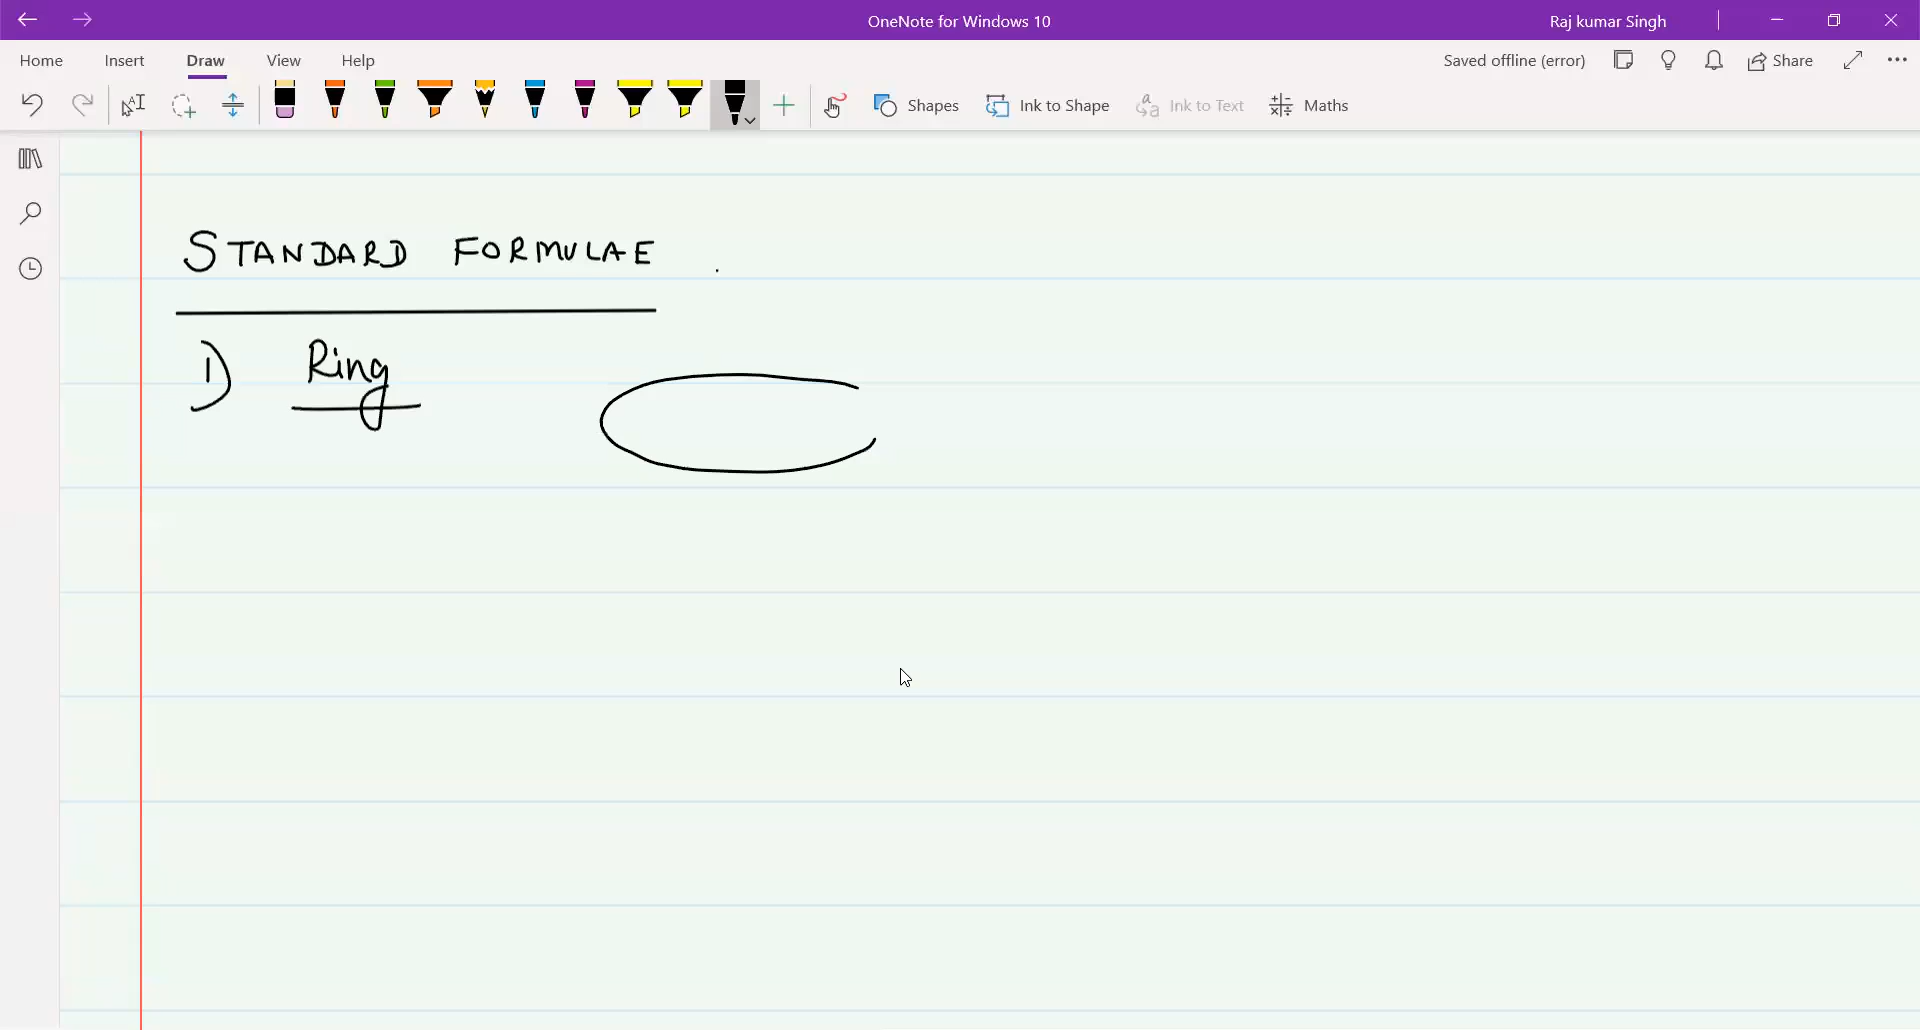 OneNote for Windows 10
Raj kumar Singh
Home Insert Draw View Help
Saved offline (error)
Share
Shapes
Ink to Shape
Ink to Text
Maths
STANDARD FORMULAE
1) Ring